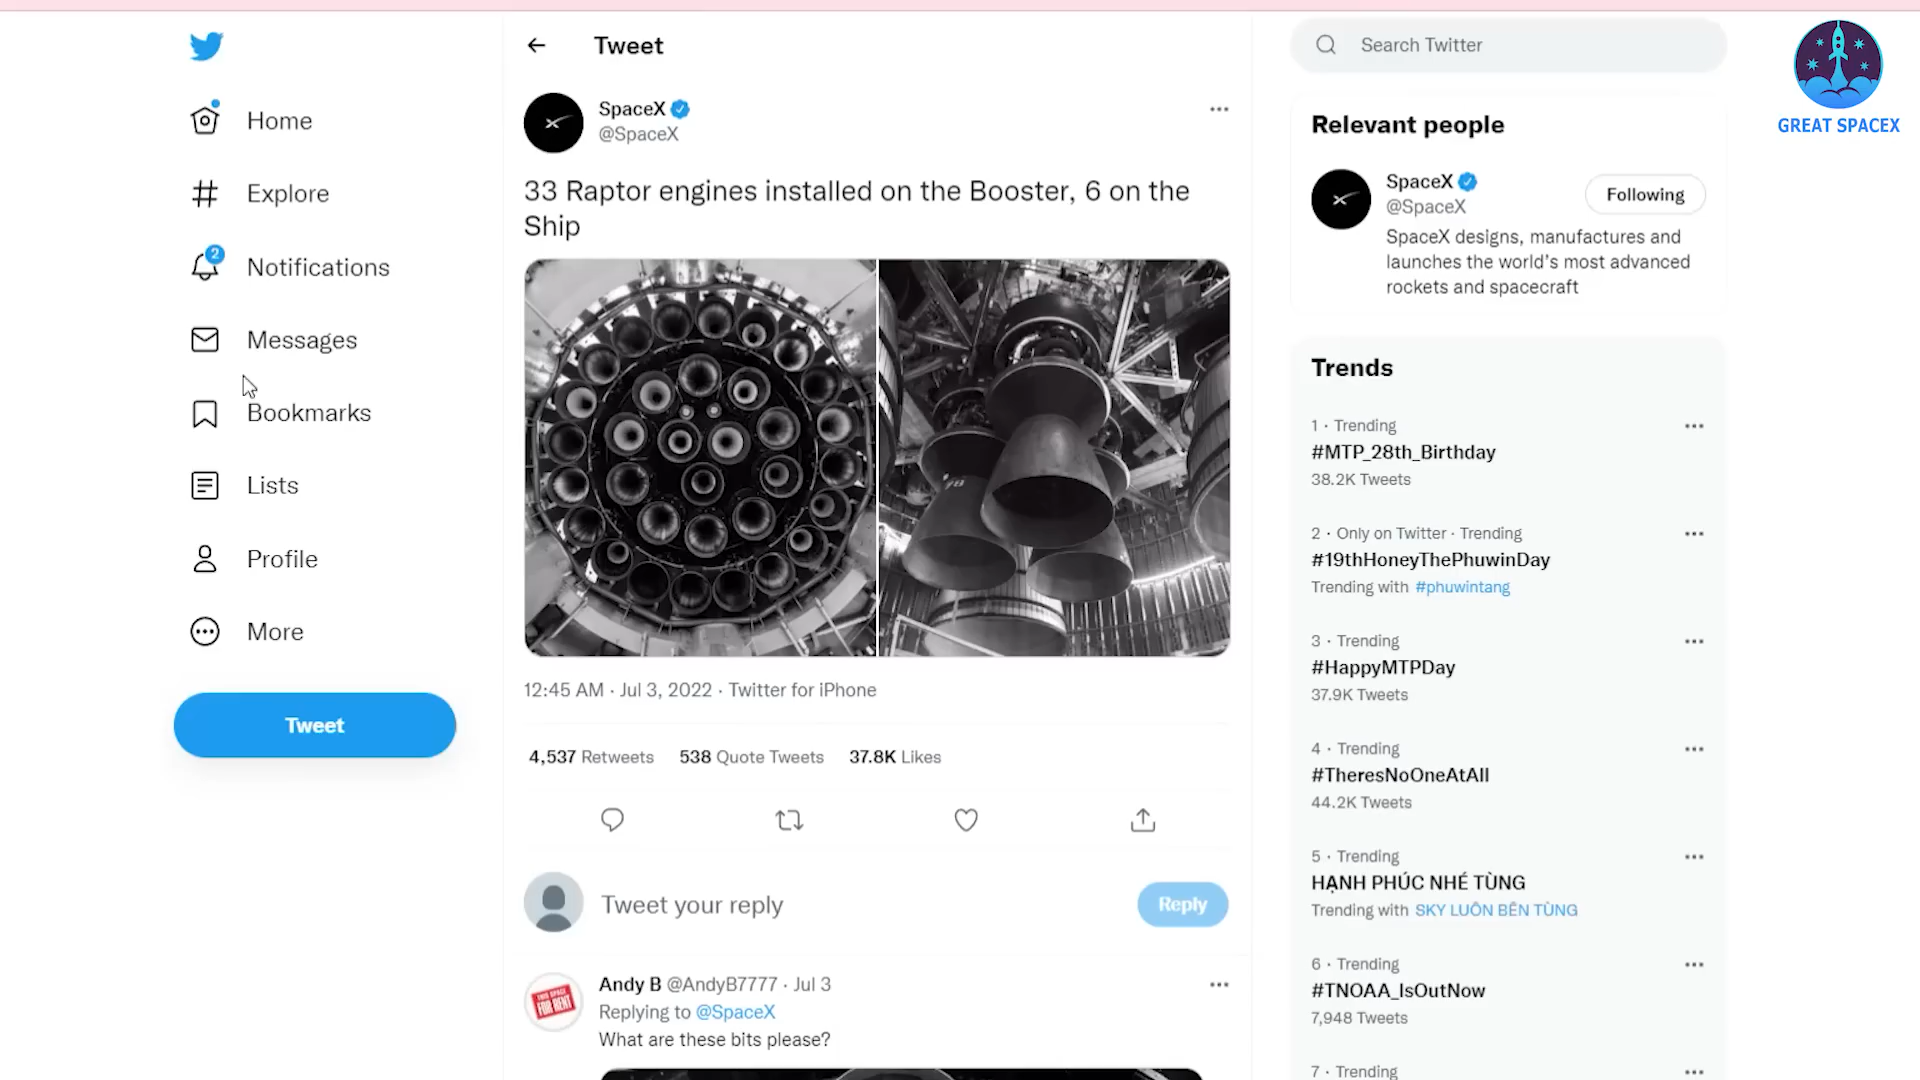 Home
Explore
2
Notifications
Messages
Bookmarks
Lists
Profile
More
Tweet
Tweet
SpaceX
@SpaceX
33 Raptor engines installed on the Booster, 6 on the
Ship
78
12:45 AM · Jul 3, 2022 · Twitter for iPhone
4,537 Retweets 538 Quote Tweets 37.8K Likes
Tweet your reply
Reply
THIS SPACE
FOR RENT
Andy B @AndyB7777 · Jul 3
Replying to @SpaceX
What are these bits please?
Search Twitter
Relevant people
SpaceX
@SpaceX
Following
SpaceX designs, manufactures and
launches the world's most advanced
rockets and spacecraft
Trends
1 · Trending
#MTP_28th_Birthday
38.2K Tweets
2 · Only on Twitter · Trending
#19thHoneyThePhuwinDay
Trending with #phuwintang
3 · Trending
#HappyMTPDay
37.9K Tweets
4 · Trending
#TheresNoOneAtAll
44.2K Tweets
5 · Trending
HẠNH PHÚC NHÉ TÙNG
Trending with SKY LUÔN BÊN TÙNG
6 · Trending
#TNOAA_IsOutNow
7,948 Tweets
7 · Trending
GREAT SPACEX